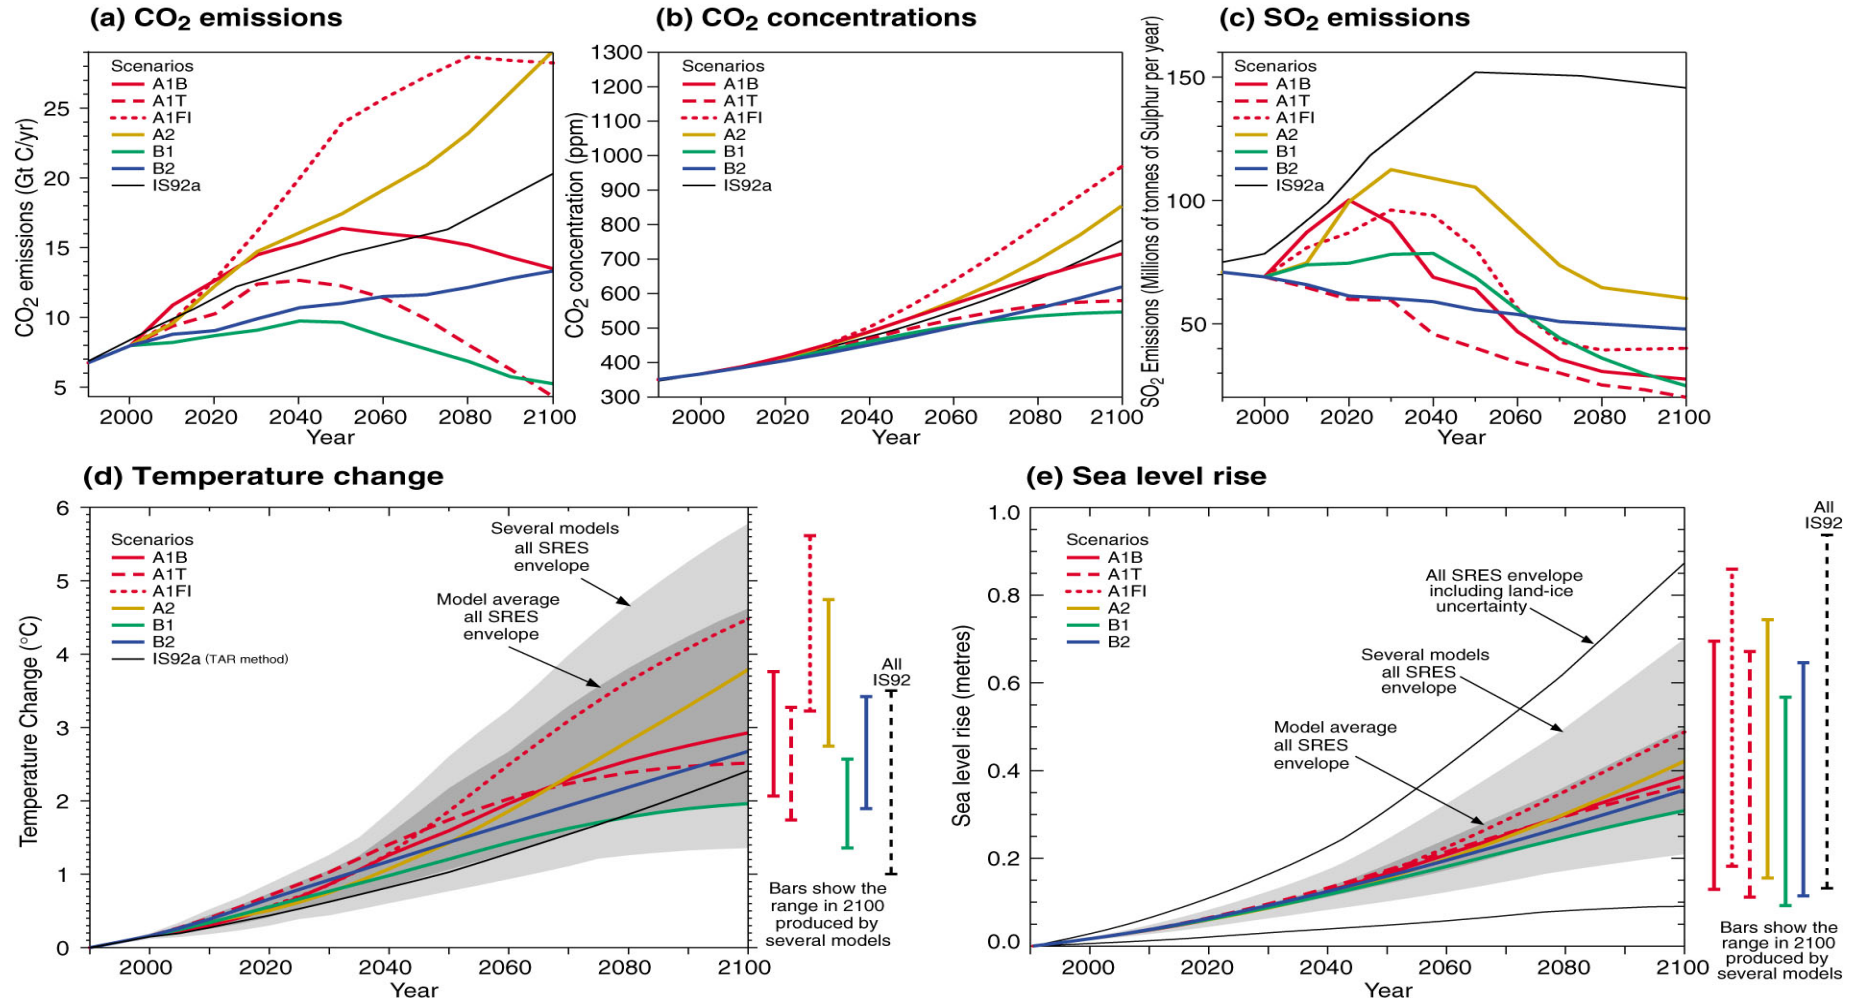 (a) CO2 emissions
CO2 emissions (Gt C/yr)
25
20
15
10
5
Scenarios
A1B
A1T
A1FI
A2
B1
B2
IS92a
2000 2020 2040 2060 2080 2100
Year
(b) CO2 concentrations
CO2 concentration (ppm)
1300
1200
1100
1000
900
800
700
600
500
400
300
Scenarios
A1B
A1T
A1FI
A2
B1
B2
IS92a
2000 2020 2040 2060 2080 2100
Year
(c) SO2 emissions
SO2 Emissions (Millions of tonnes of Sulphur per year)
150
100
50
Scenarios
A1B
A1T
A1FI
A2
B1
B2
IS92a
2000 2020 2040 2060 2080 2100
Year
(d) Temperature change
Temperature Change (°C)
6
5
4
3
2
1
0
Scenarios
A1B
A1T
A1FI
A2
B1
B2
IS92a (TAR method)
Several models
all SRES
envelope
Model average
all SRES
envelope
All
IS92
Bars show the
range in 2100
produced by
several models
2000 2020 2040 2060 2080 2100
Year
(e) Sea level rise
Sea level rise (metres)
1.0
0.8
0.6
0.4
0.2
0.0
Scenarios
A1B
A1T
A1FI
A2
B1
B2
All SRES envelope
including land-ice
uncertainty
Several models
all SRES
envelope
Model average
all SRES
envelope
All
IS92
Bars show the
range in 2100
produced by
several models
2000 2020 2040 2060 2080 2100
Year